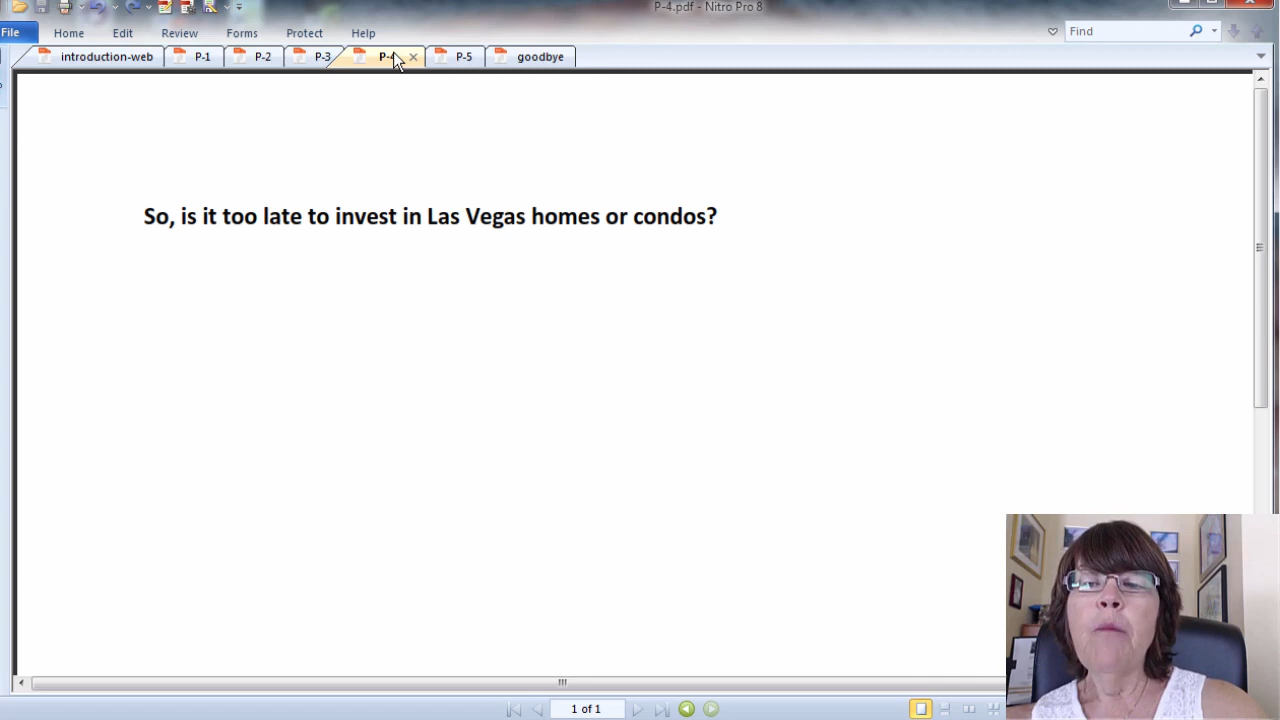 P-4.pdf - Nitro Pro 8
File Home Edit Review Forms Protect Help Find
introduction-web P-1 P-2 P-3 P-4 P-5 goodbye
So, is it too late to invest in Las Vegas homes or condos?
1 of 1